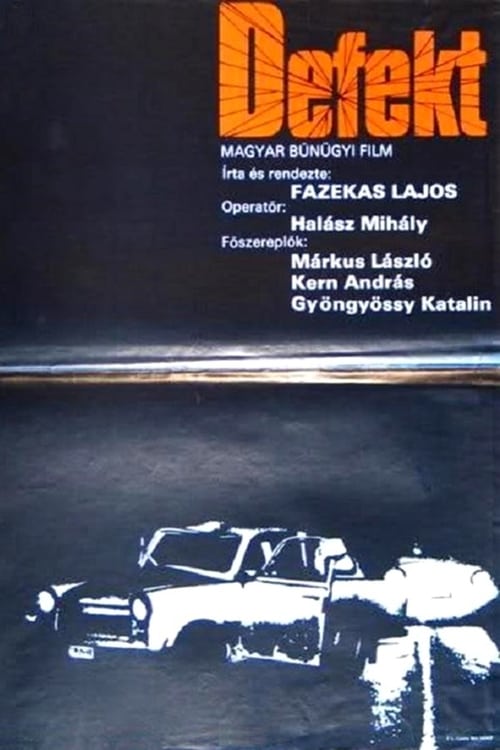 Defekt
MAGYAR BŰNÜGYI FILM
Írta és rendezte:
FAZEKAS LAJOS
Operatőr:
Halász Mihály
Főszereplők:
Márkus László
Kern András
Gyöngyössy Katalin